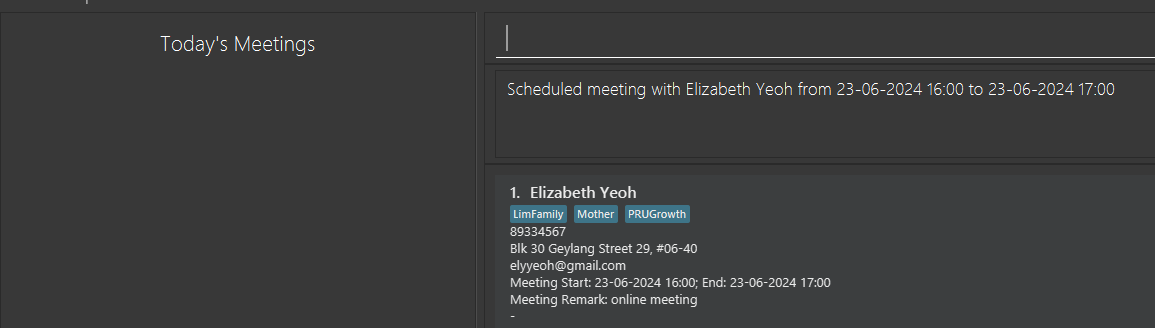 Today's Meetings
Scheduled meeting with Elizabeth Yeoh from 23-06-2024 16:00 to 23-06-2024 17:00
1. Elizabeth Yeoh
LimFamily Mother PRUGrowth
89334567
Blk 30 Geylang Street 29, #06-40
elyyeoh@gmail.com
Meeting Start: 23-06-2024 16:00; End: 23-06-2024 17:00
Meeting Remark: online meeting
-